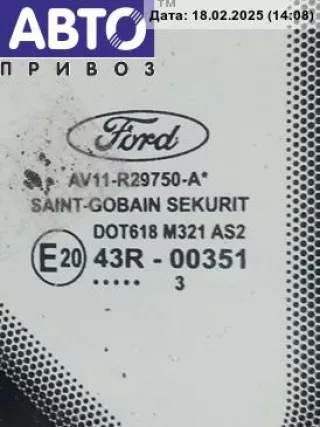 ™
Дата: 18.02.2025 (14:08)
АВТО
ПРИВОЗ
Ford
AV11-R29750-A*
SAINT-GOBAIN SEKURIT
DOT618 M321 AS2
E20 43R - 00351
..... 3